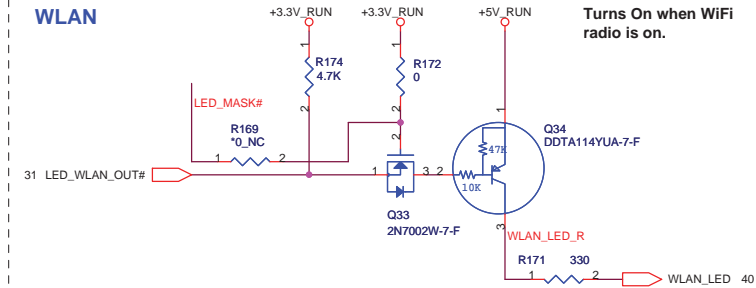 WLAN
+3.3V_RUN
+3.3V_RUN
+5V_RUN
Turns On when WiFi
radio is on.
1
R174
4.7K
2
1
R172
0
2
LED_MASK#
R169
*0_NC
1
2
31 LED_WLAN_OUT#
2
1
3
Q33
2N7002W-7-F
1
Q34
DDTA114YUA-7-F
47K
2
10K
3
WLAN_LED_R
R171 330
1
2
WLAN_LED 40